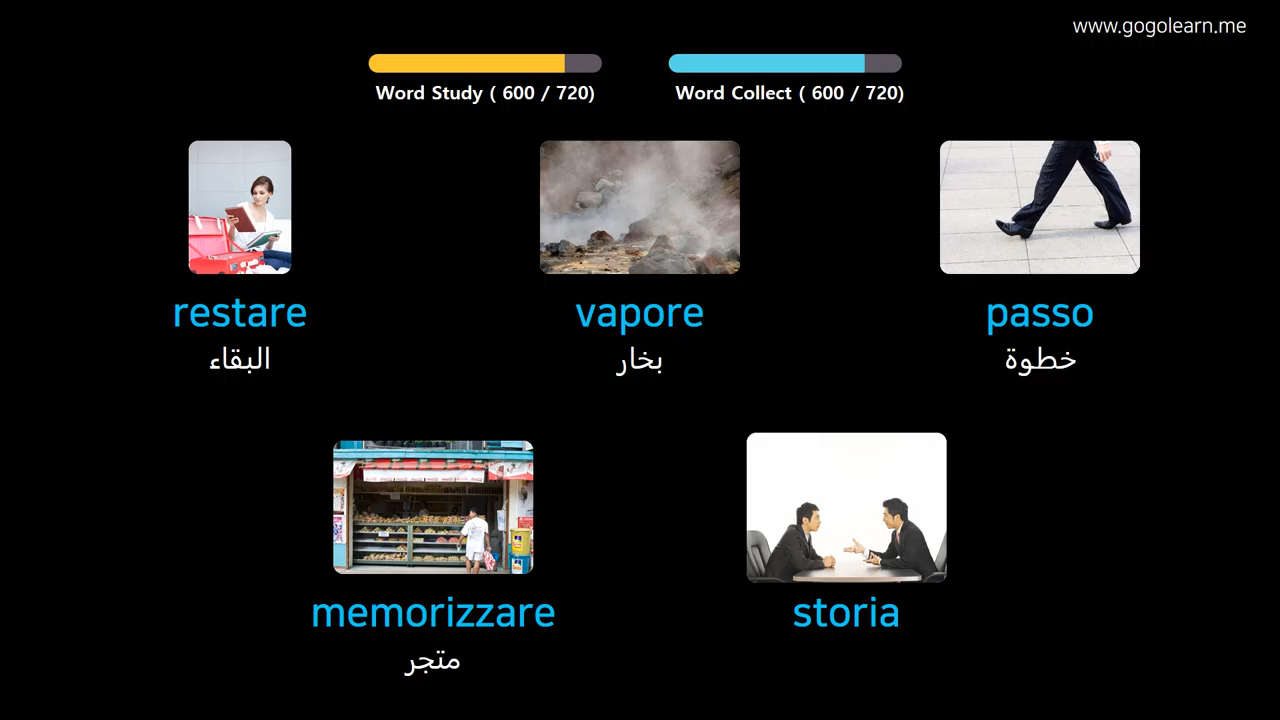 www.gogolearn.me
Word Study ( 600 / 720)
Word Collect ( 600 / 720)
restare
البقاء
vapore
بخار
passo
خطوة
memorizzare
متجر
storia